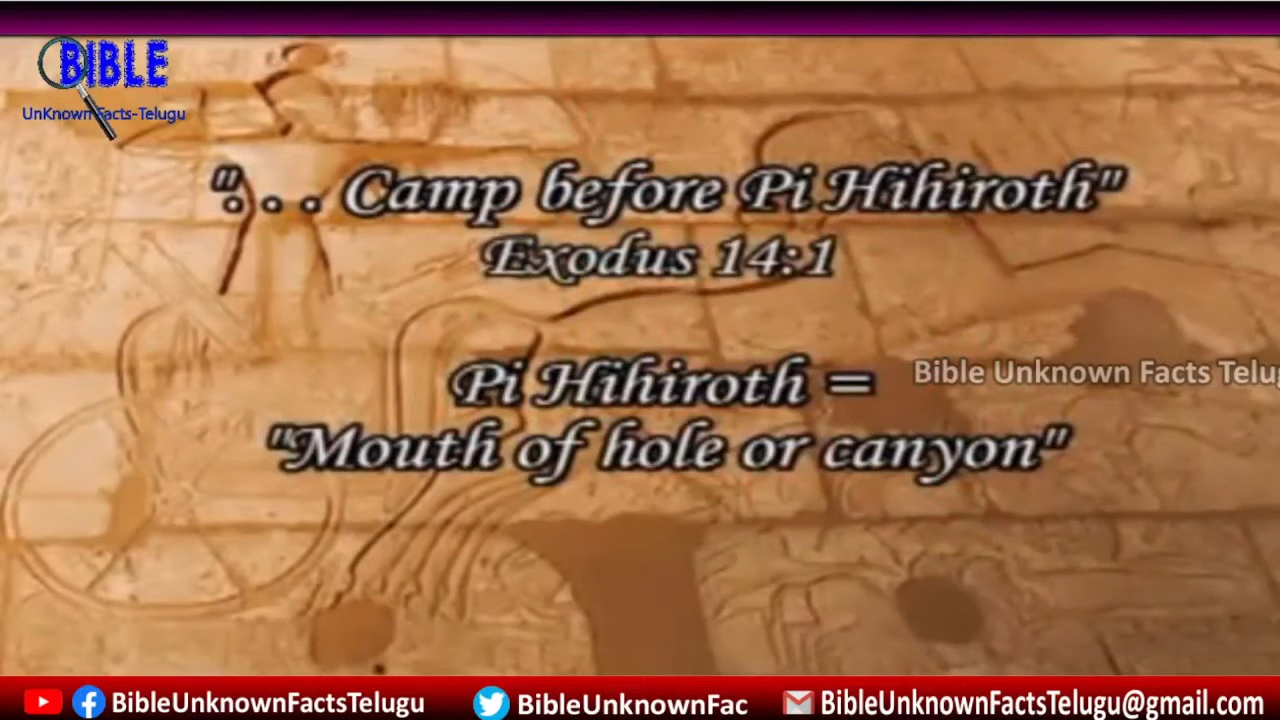 BIBLE
UnKnown Facts-Telugu
". . . Camp before Pi Hihiroth"
Exodus 14:1
Pi Hihiroth =
Bible Unknown Facts Telu
"Mouth of hole or canyon"
BibleUnknownFactsTelugu BibleUnknownFac BibleUnknownFactsTelugu@gmail.com